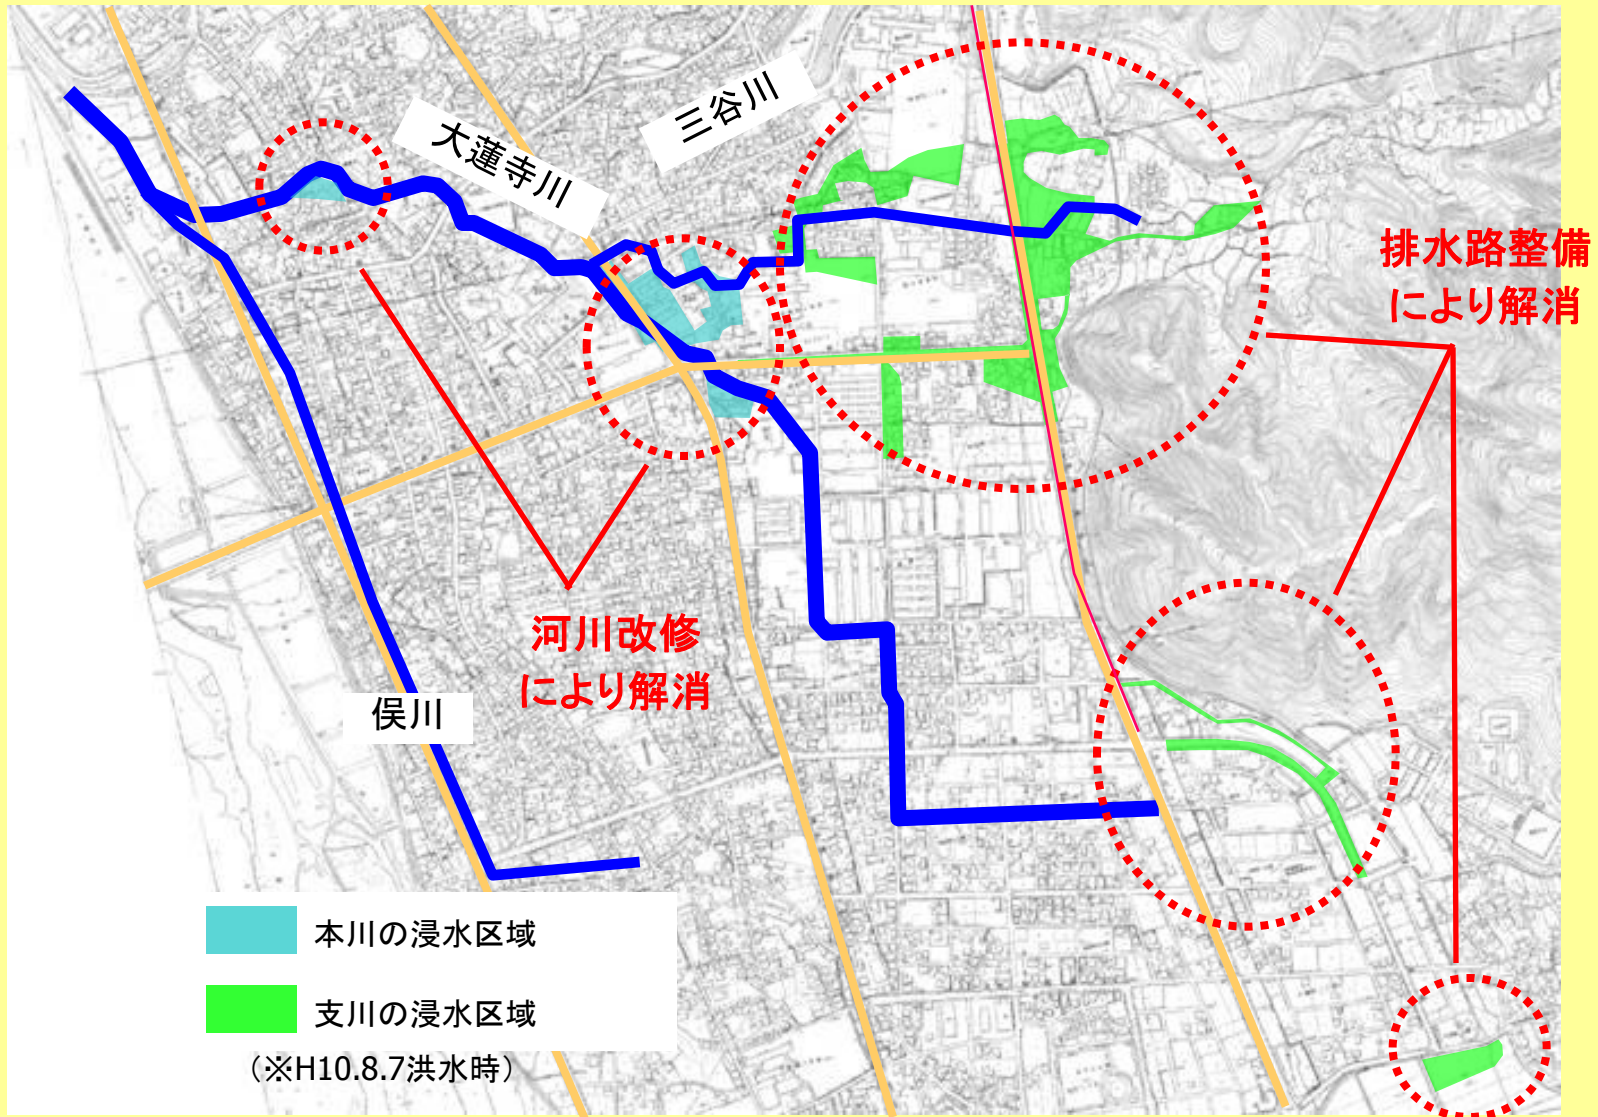 三谷川
大蓮寺川
排水路整備
により解消
河川改修
により解消
俣川
本川の浸水区域
支川の浸水区域
（※H10.8.7洪水時）